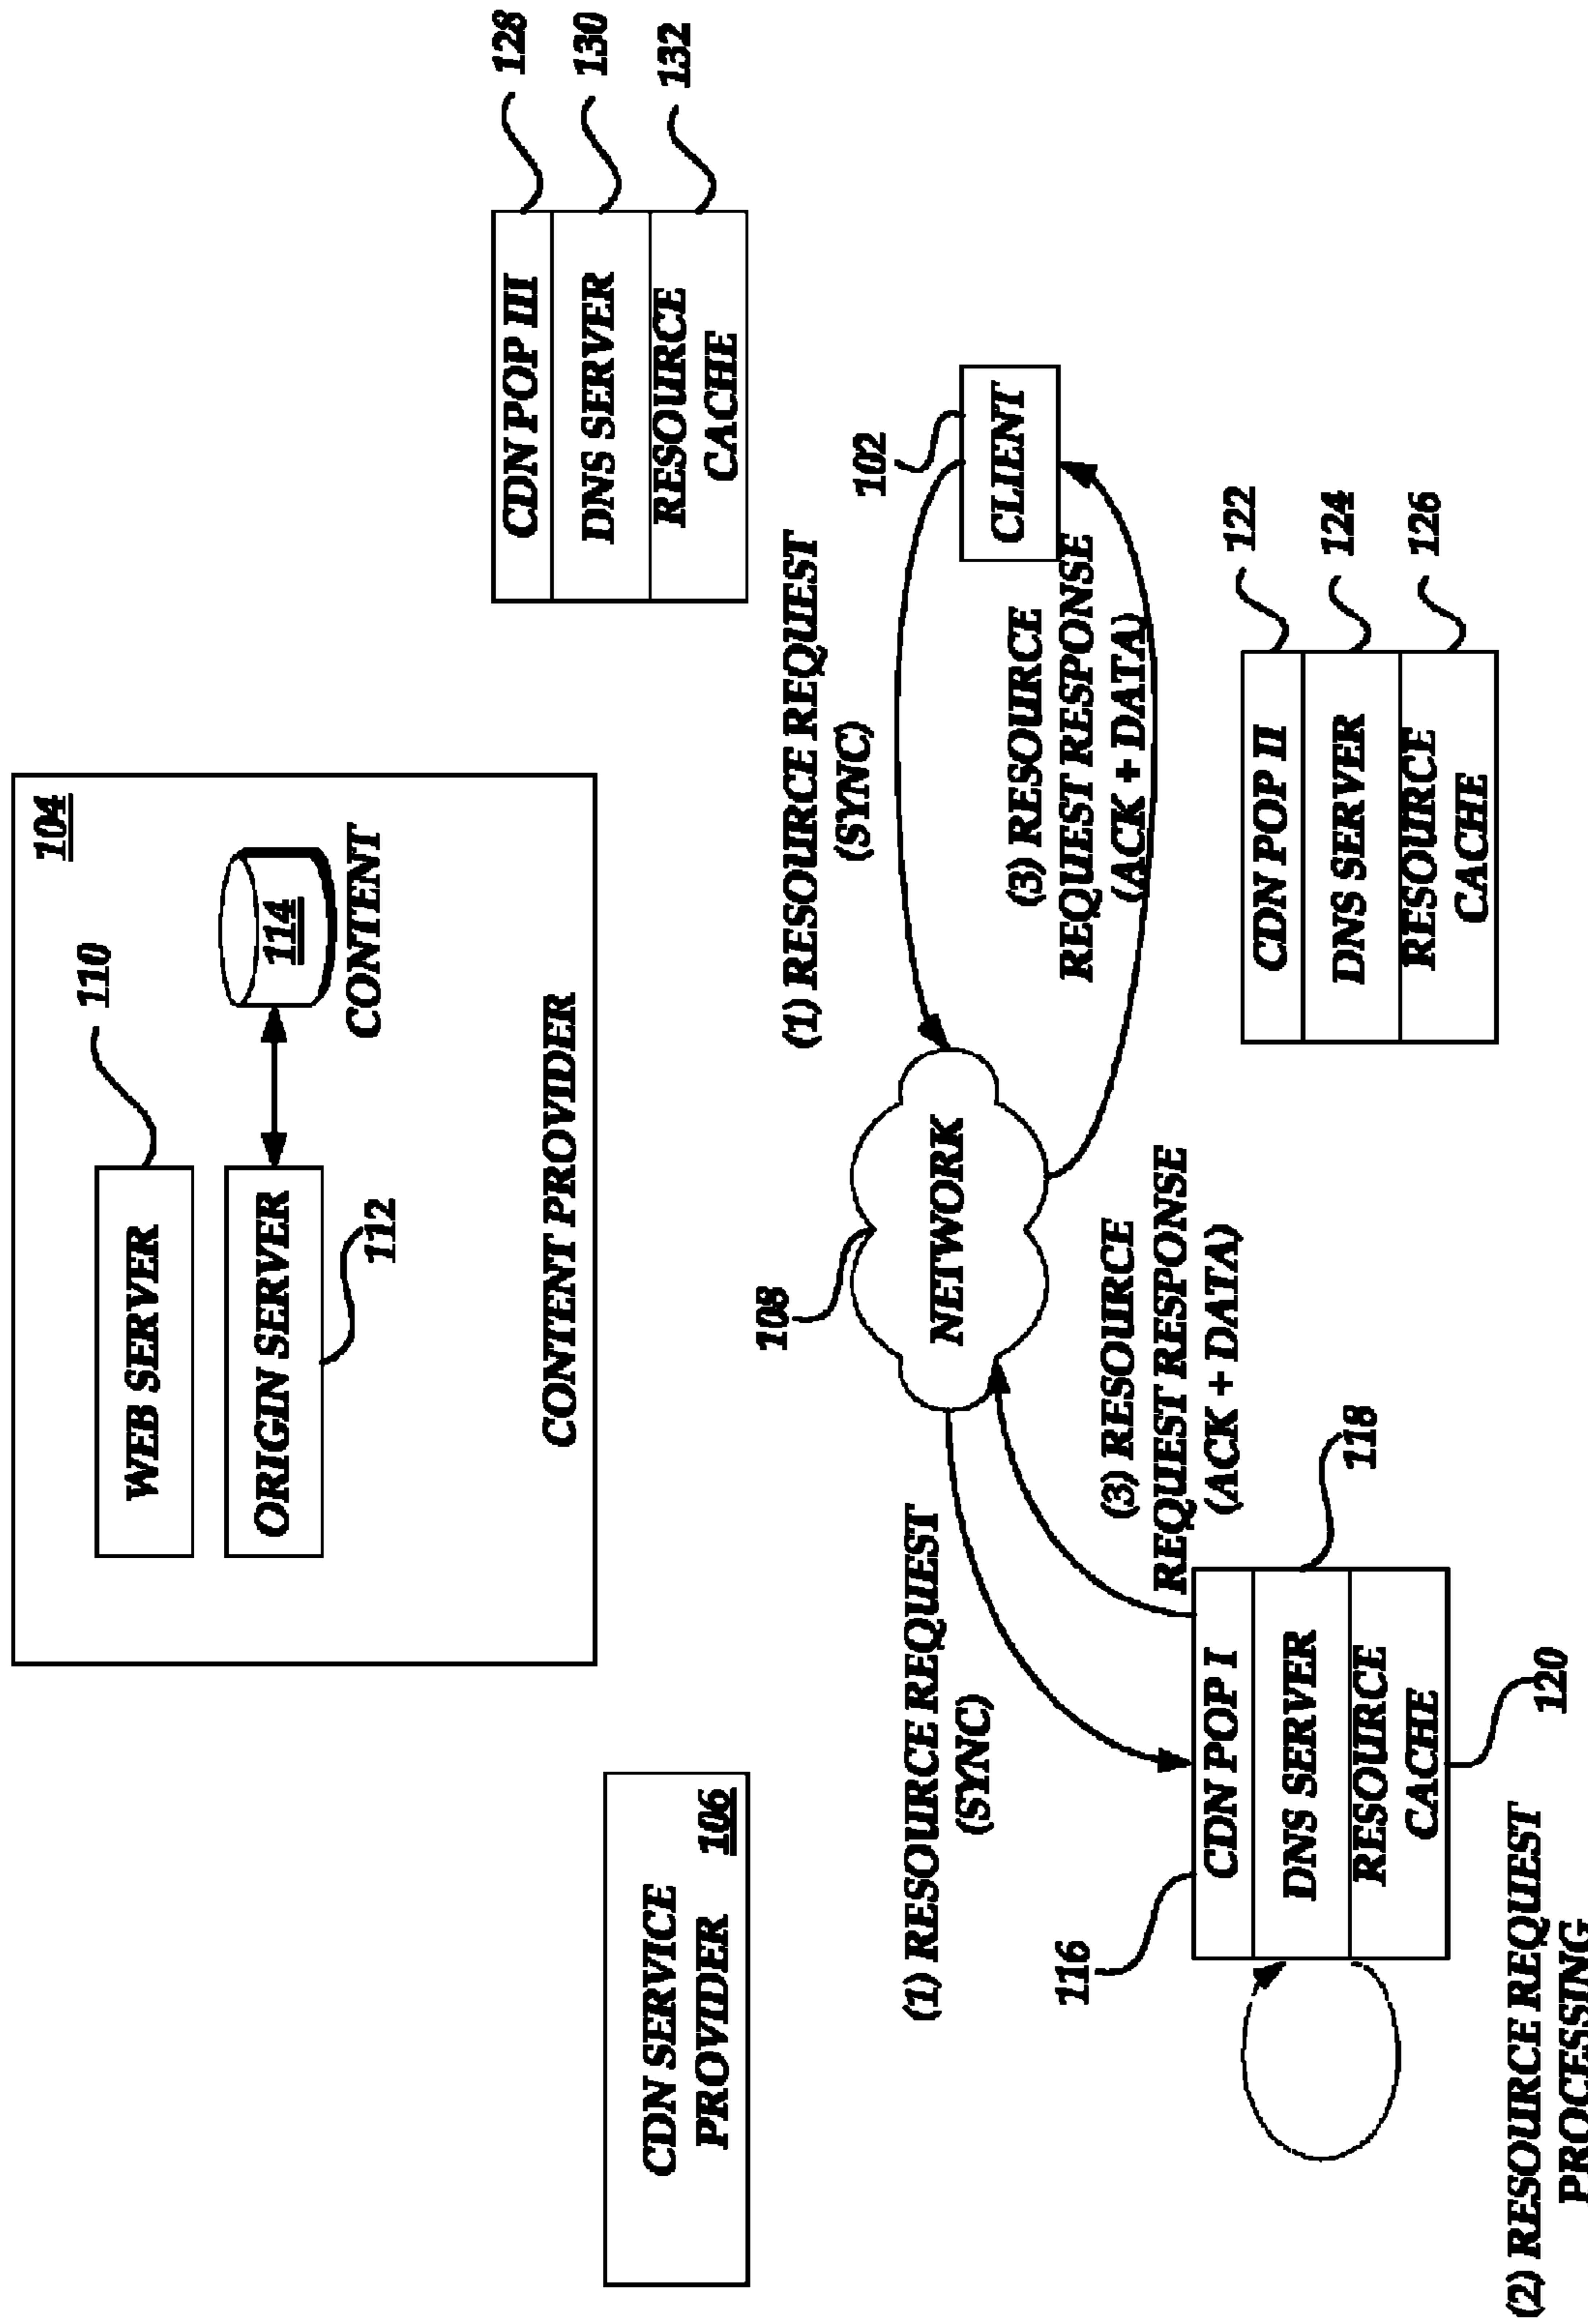 104
WEB SERVER
110
ORIGIN SERVER
112
114
CONTENT
CONTENT PROVIDER
CDN SERVICE
PROVIDER
106
CDN POP III
128
DNS SERVER
130
RESOURCE
CACHE
132
(1) RESOURCE REQUEST
(SYNC)
102
CLIENT
108
NETWORK
(3) RESOURCE
REQUEST RESPONSE
(ACK + DATA)
(1) RESOURCE REQUEST
(SYNC)
(3) RESOURCE
REQUEST RESPONSE
(ACK + DATA)
116
CDN POP I
DNS SERVER
118
RESOURCE
CACHE
120
(2) RESOURCE REQUEST
PROCESSING
CDN POP II
122
DNS SERVER
124
RESOURCE
CACHE
126